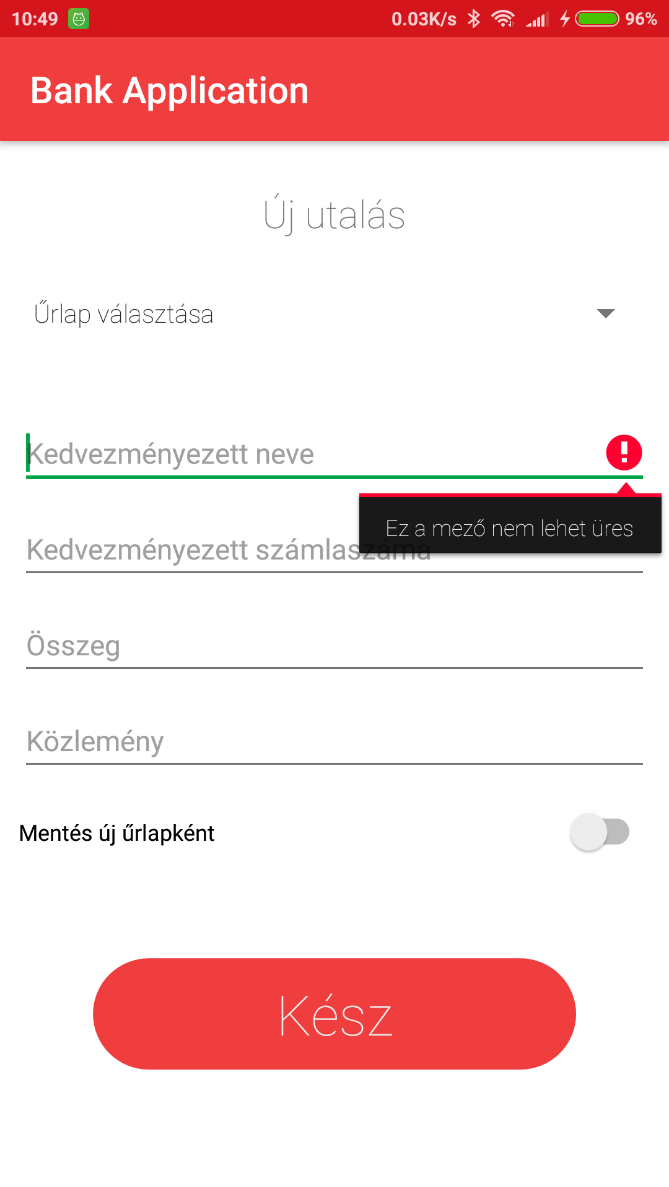 10:49 0.03K/s 96%
Bank Application
Új utalás
Űrlap választása
Kedvezményezett neve
Ez a mező nem lehet üres
Kedvezményezett számlaszáma
Összeg
Közlemény
Mentés új űrlapként
Kész